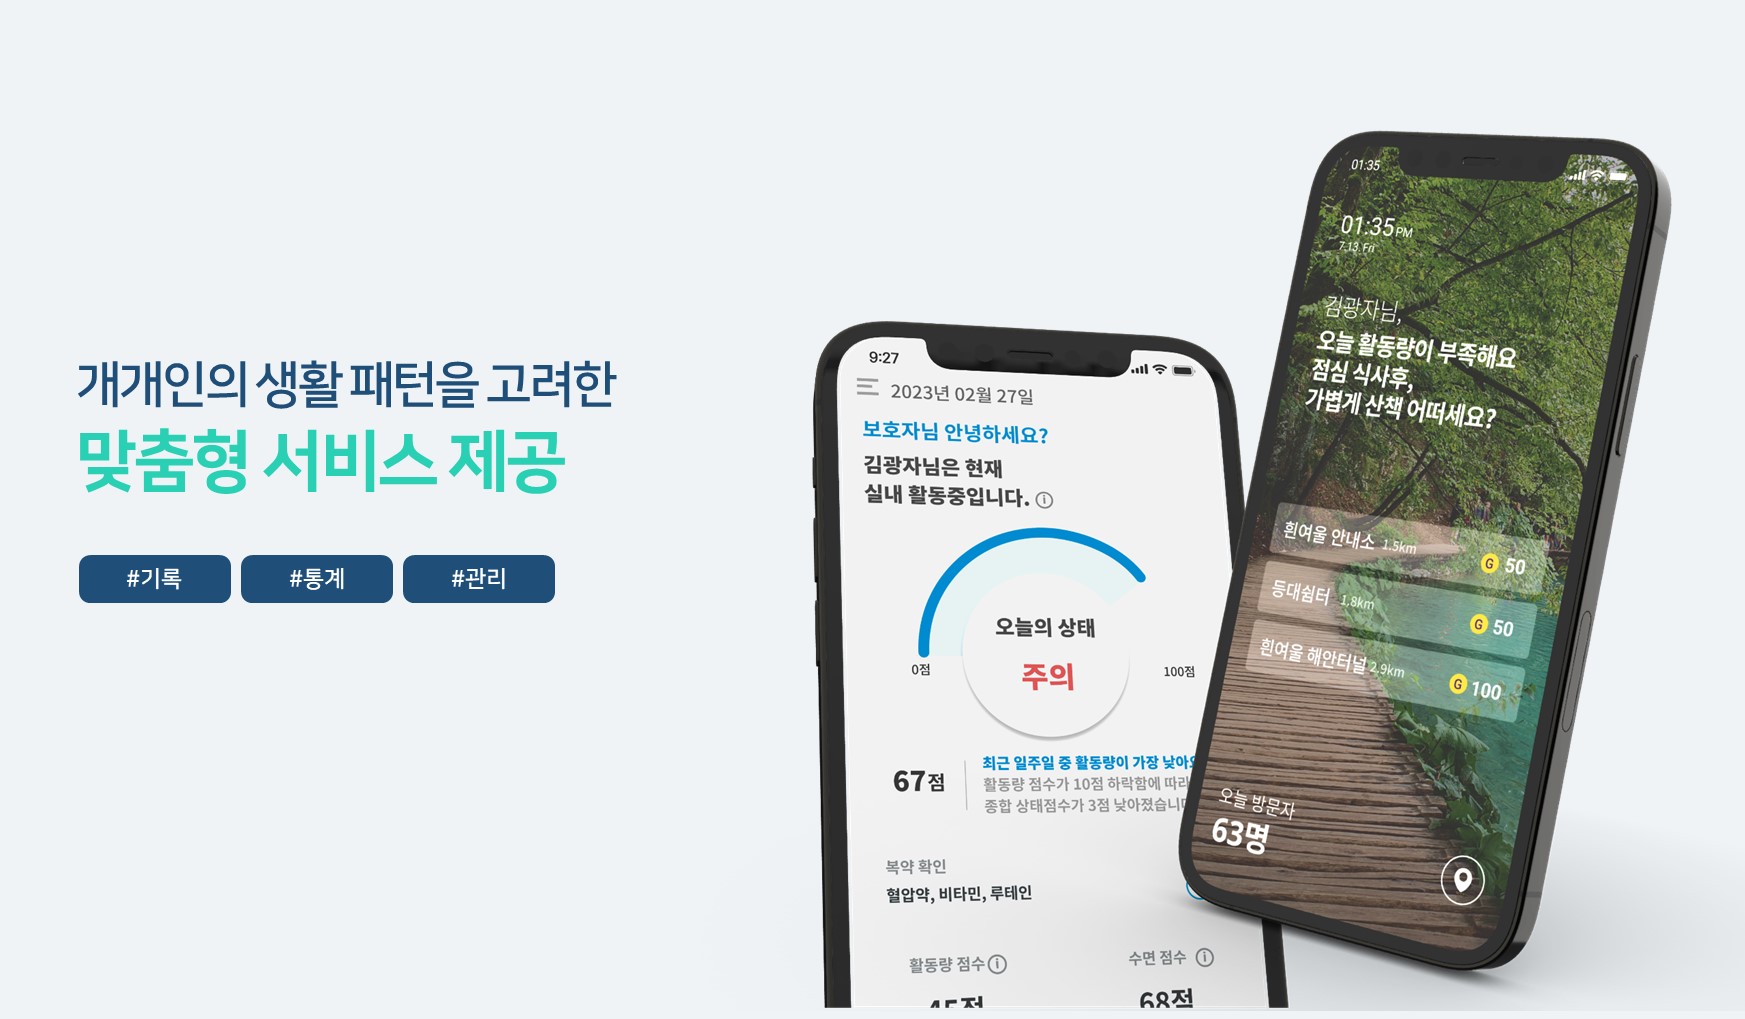 개개인의 생활 패턴을 고려한
맞춤형 서비스 제공
#기록
#통계
#관리
9:27
2023년 02월 27일
보호자님 안녕하세요?
김광자님은 현재
실내 활동중입니다.
오늘의 상태
주의
0점
100점
67점
최근 일주일 중 활동량이 가장 낮아요
활동량 점수가 10점 하락함에 따라
종합 상태점수가 3점 낮아졌습니다
복약 확인
혈압약, 비타민, 루테인
활동량 점수
수면 점수
45점
68점
01:35
01:35 PM
7.13. Fri
김광자님,
오늘 활동량이 부족해요
점심 식사후,
가볍게 산책 어떠세요?
흰여울 안내소 1.5km
G 50
등대쉼터 1.8km
G 50
흰여울 해안터널 2.9km
G 100
오늘 방문자
63명